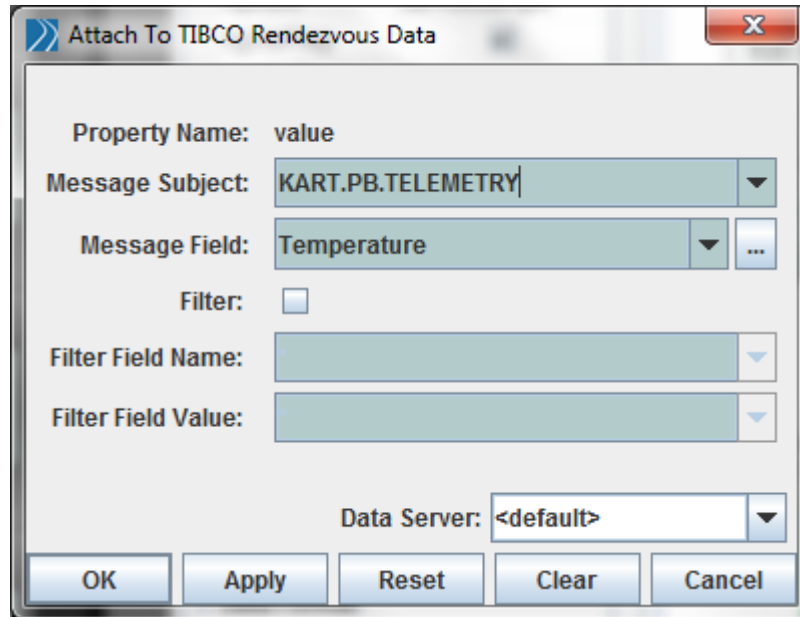 Attach To TIBCO Rendezvous Data
Property Name: value
Message Subject: KART.PB.TELEMETRY
Message Field: Temperature ...
Filter:
Filter Field Name:
Filter Field Value:
Data Server: <default>
OK Apply Reset Clear Cancel